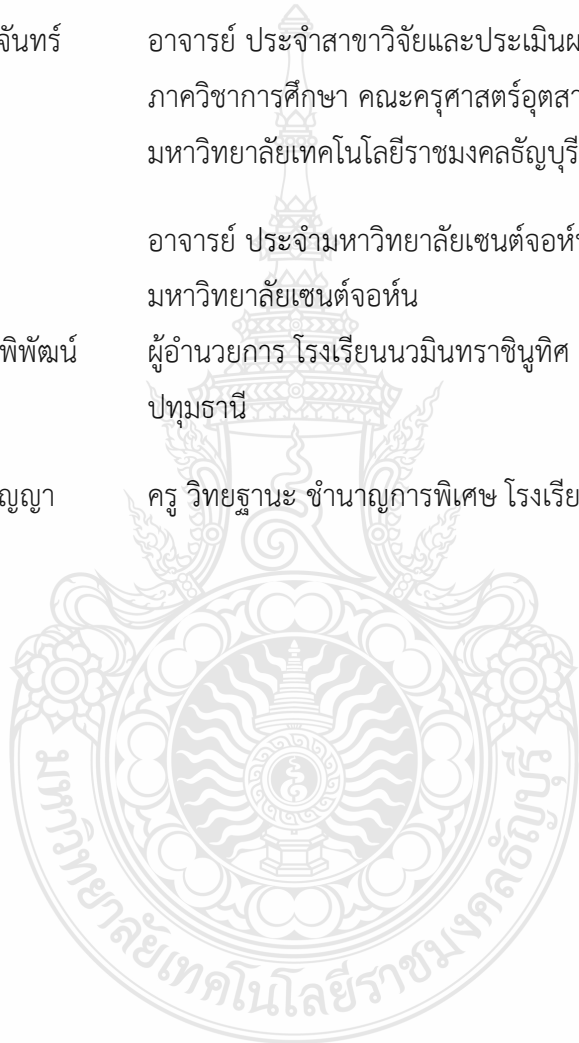 จันทร์ อาจารย์ ประจำสาขาวิจัยและประเมินผ
ภาควิชาการศึกษา คณะครุศาสตร์อุตสา
มหาวิทยาลัยเทคโนโลยีราชมงคลธัญบุรี
อาจารย์ ประจำมหาวิทยาลัยเซนต์จอห์น
มหาวิทยาลัยเซนต์จอห์น
พิพัฒน์ ผู้อำนวยการ โรงเรียนนวมินทราชินูทิศ
ปทุมธานี
ญญา ครู วิทยฐานะ ชำนาญการพิเศษ โรงเรีย
มหาวิทยาลัยเทคโนโลยีราชมงคลธัญบุรี